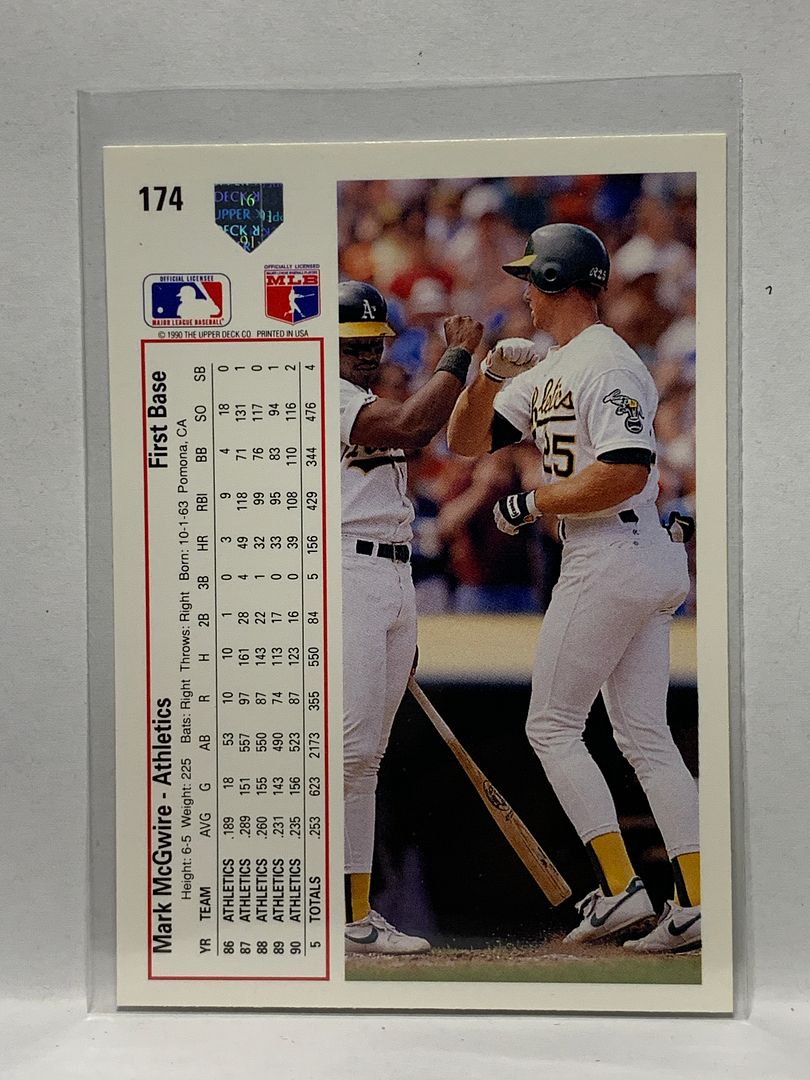 174
UPPER
DECK
91
OFFICIAL LICENSEE
MAJOR LEAGUE BASEBALL
OFFICIALLY LICENSED
MAJOR LEAGUE BASEBALL PLAYERS
MLB
© 1990 THE UPPER DECK CO. PRINTED IN USA
Mark McGwire - Athletics First Base
Height: 6-5 Weight: 225 Bats: Right Throws: Right Born: 10-1-63 Pomona, CA
YR TEAM AVG G AB R H 2B 3B HR RBI BB SO SB
86 ATHLETICS .189 18 53 10 10 1 0 3 9 4 18 0
87 ATHLETICS .289 151 557 97 161 28 4 49 118 71 131 1
88 ATHLETICS .260 155 550 87 143 22 1 32 99 76 117 0
89 ATHLETICS .231 143 490 74 113 17 0 33 95 83 94 1
90 ATHLETICS .235 156 523 87 123 16 0 39 108 110 116 2
5 TOTALS .253 623 2173 355 550 84 5 156 429 344 476 4
A's
25